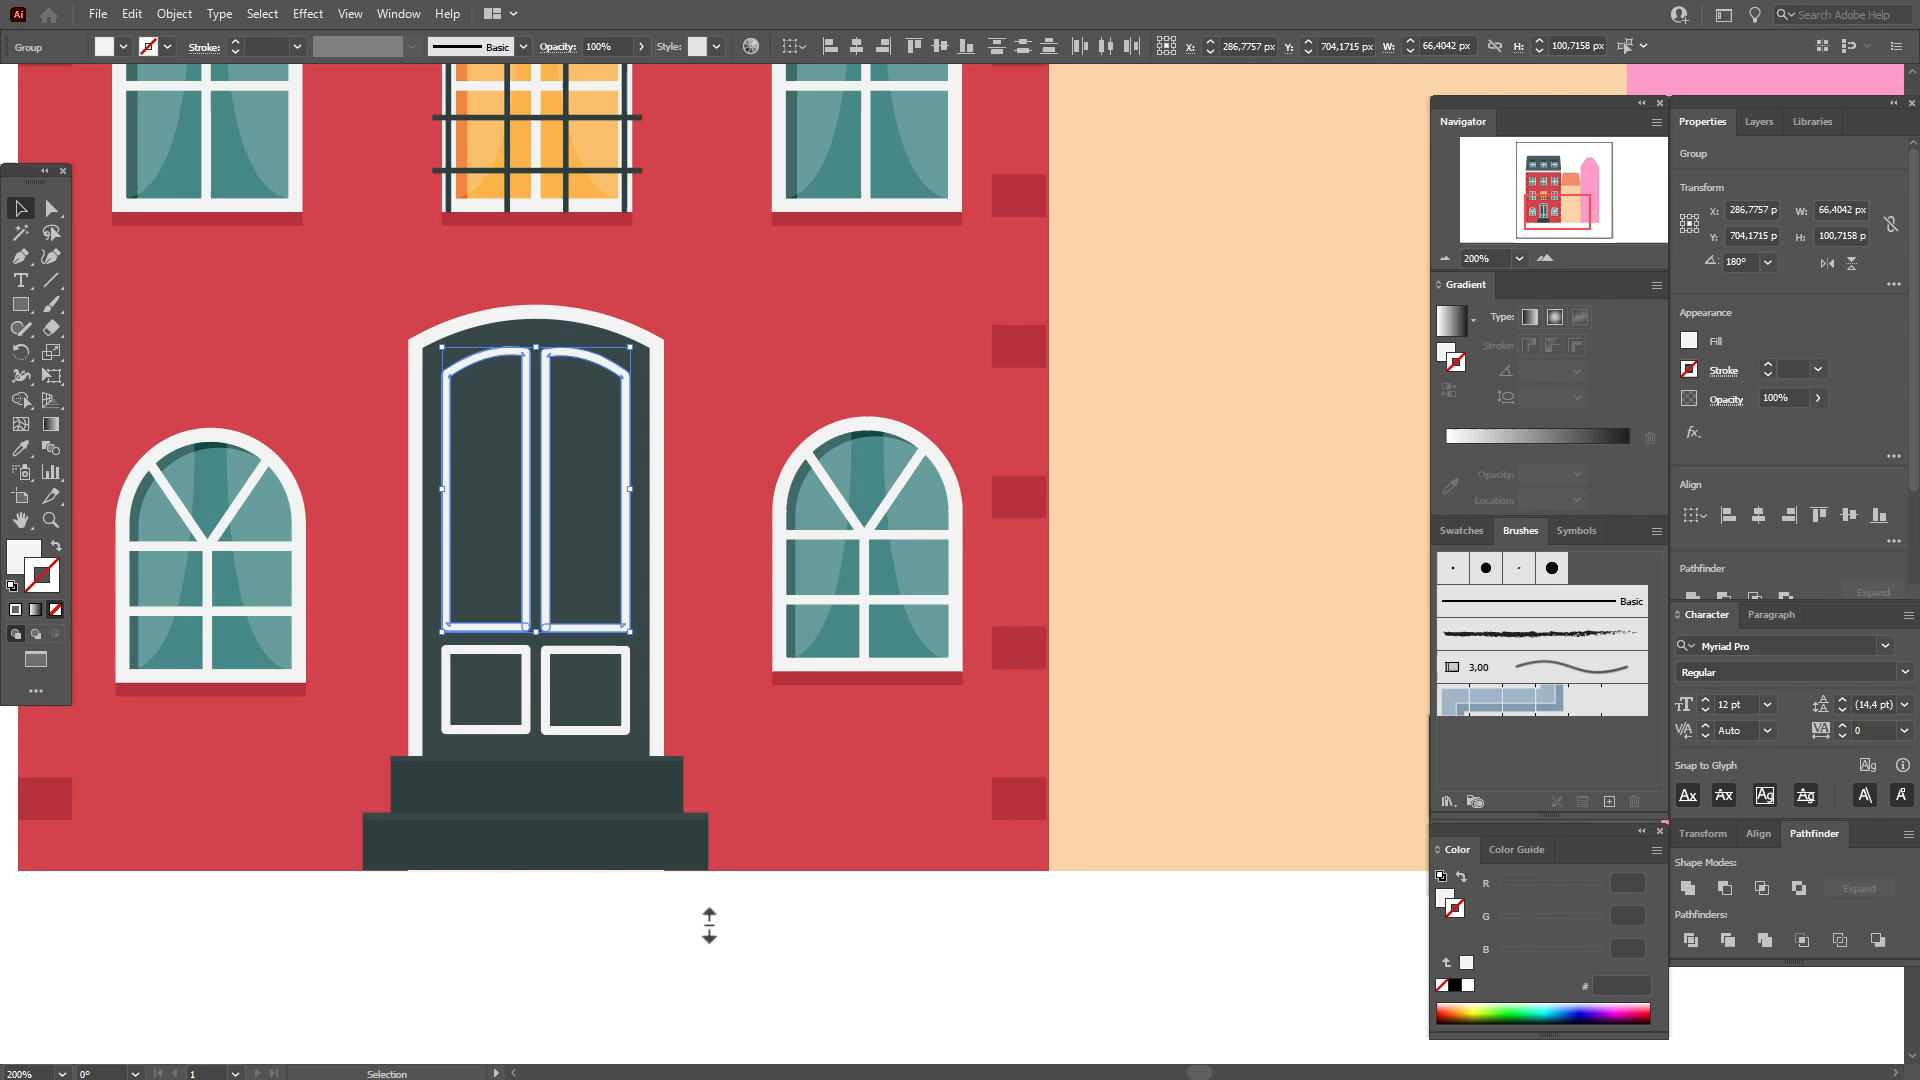 Ai File Edit Object Type Select Effect View Window Help Search Adobe Help
Group Stroke: Basic Opacity: 100% Style: X: 286,7757 px Y: 704,1715 px W: 66,4042 px H: 100,7158 px
Navigator
200%
Gradient
Type:
Stroke:
Opacity:
Location:
Swatches Brushes Symbols
Basic
3,00
Color Color Guide
R
G
B
#
Properties Layers Libraries
Group
Transform
X: 286,7757 p W: 66,4042 px
Y: 704,1715 p H: 100,7158 p
180°
Appearance
Fill
Stroke
Opacity 100%
fx.
Align
Pathfinder
Expand
Character Paragraph
Myriad Pro
Regular
12 pt (14,4 pt)
Auto 0
Snap to Glyph
Transform Align Pathfinder
Shape Modes:
Expand
Pathfinders:
200% 0° 1 Selection